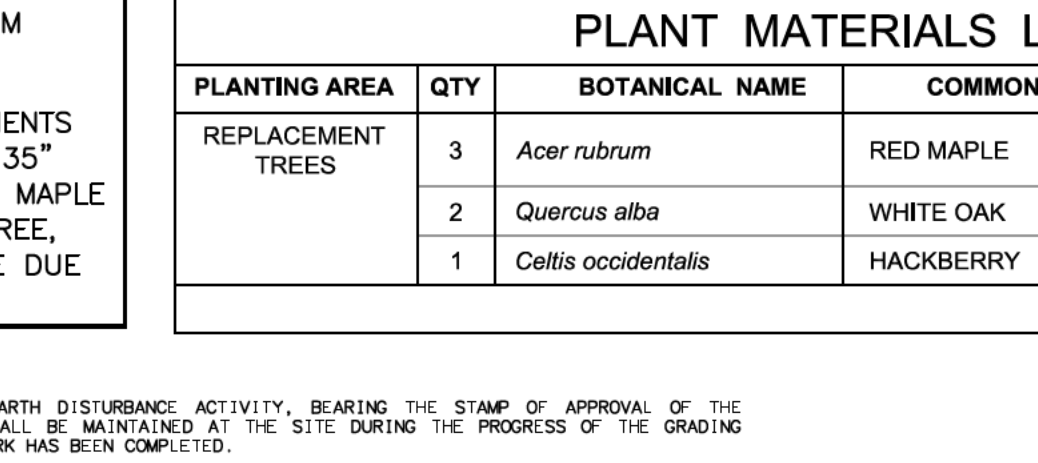 M
MENTS
35”
MAPLE
REE,
E DUE
PLANT MATERIALS L
PLANTING AREA QTY BOTANICAL NAME COMMON
REPLACEMENT
TREES
3 Acer rubrum RED MAPLE
2 Quercus alba WHITE OAK
1 Celtis occidentalis HACKBERRY
ARTH DISTURBANCE ACTIVITY, BEARING THE STAMP OF APPROVAL OF THE
ALL BE MAINTAINED AT THE SITE DURING THE PROGRESS OF THE GRADING
RK HAS BEEN COMPLETED.